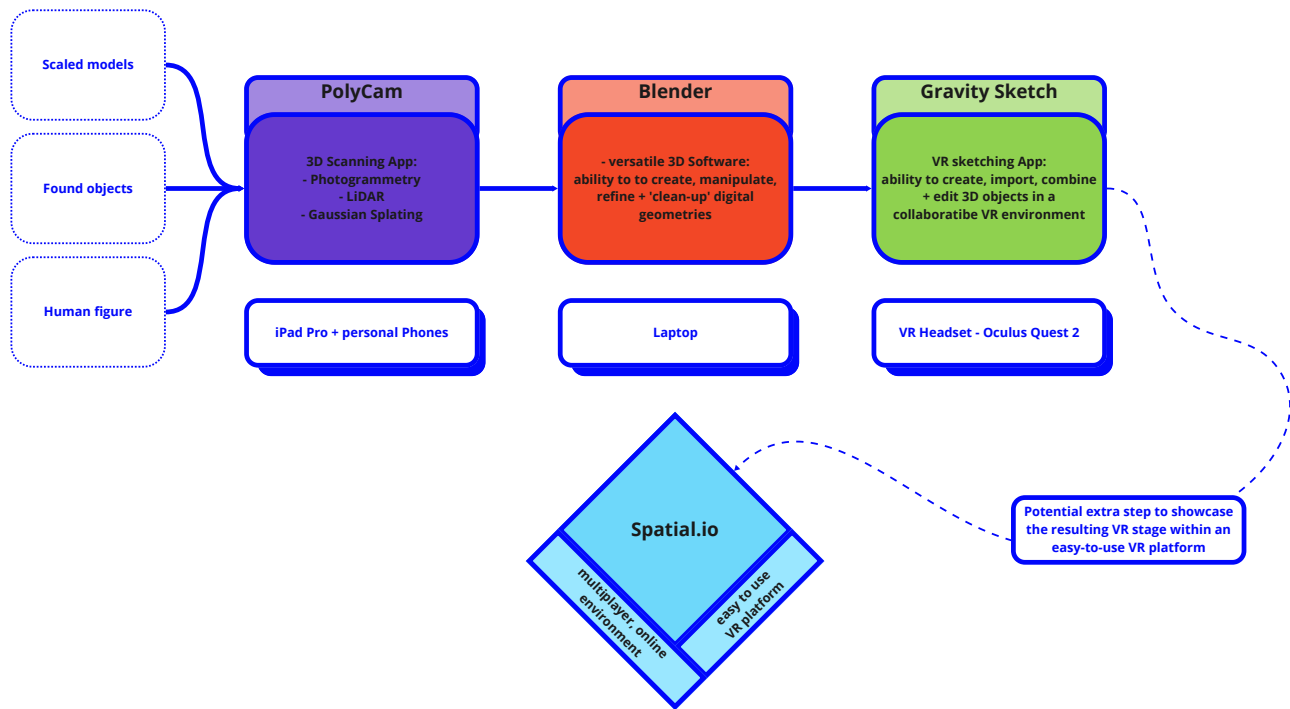 Scaled models
Found objects
Human figure
PolyCam
3D Scanning App:
- Photogrammetry
- LiDAR
- Gaussian Splating
iPad Pro + personal Phones
Blender
- versatile 3D Software:
ability to to create, manipulate,
refine + 'clean-up' digital
geometries
Laptop
Gravity Sketch
VR sketching App:
ability to create, import, combine
+ edit 3D objects in a
collaboratibe VR environment
VR Headset - Oculus Quest 2
Potential extra step to showcase
the resulting VR stage within an
easy-to-use VR platform
Spatial.io
multiplayer, online
environment
easy to use
VR platform